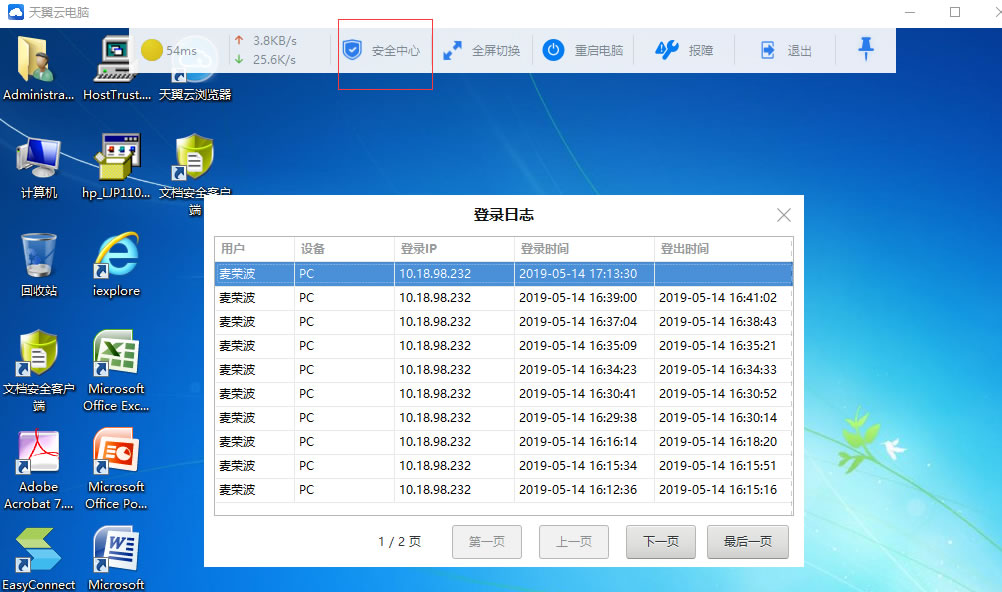 天翼云电脑
54ms
3.8KB/s
25.6K/s
安全中心
全屏切换
重启电脑
报障
退出
Administra...
HostTrust....
天翼云浏览器
计算机
hp_LJP110...
文档安全客户
端
回收站
iexplore
文档安全客户
端
Microsoft
Office Exc...
Adobe
Acrobat 7....
Microsoft
Office Po...
EasyConnect
Microsoft
登录日志
用户 设备 登录IP 登录时间 登出时间
麦荣波 PC 10.18.98.232 2019-05-14 17:13:30
麦荣波 PC 10.18.98.232 2019-05-14 16:39:00 2019-05-14 16:41:02
麦荣波 PC 10.18.98.232 2019-05-14 16:37:04 2019-05-14 16:38:43
麦荣波 PC 10.18.98.232 2019-05-14 16:35:09 2019-05-14 16:35:21
麦荣波 PC 10.18.98.232 2019-05-14 16:34:23 2019-05-14 16:34:33
麦荣波 PC 10.18.98.232 2019-05-14 16:30:41 2019-05-14 16:30:52
麦荣波 PC 10.18.98.232 2019-05-14 16:29:38 2019-05-14 16:30:14
麦荣波 PC 10.18.98.232 2019-05-14 16:16:14 2019-05-14 16:18:20
麦荣波 PC 10.18.98.232 2019-05-14 16:15:34 2019-05-14 16:15:51
麦荣波 PC 10.18.98.232 2019-05-14 16:12:36 2019-05-14 16:15:16
1 / 2 页 第一页 上一页 下一页 最后一页